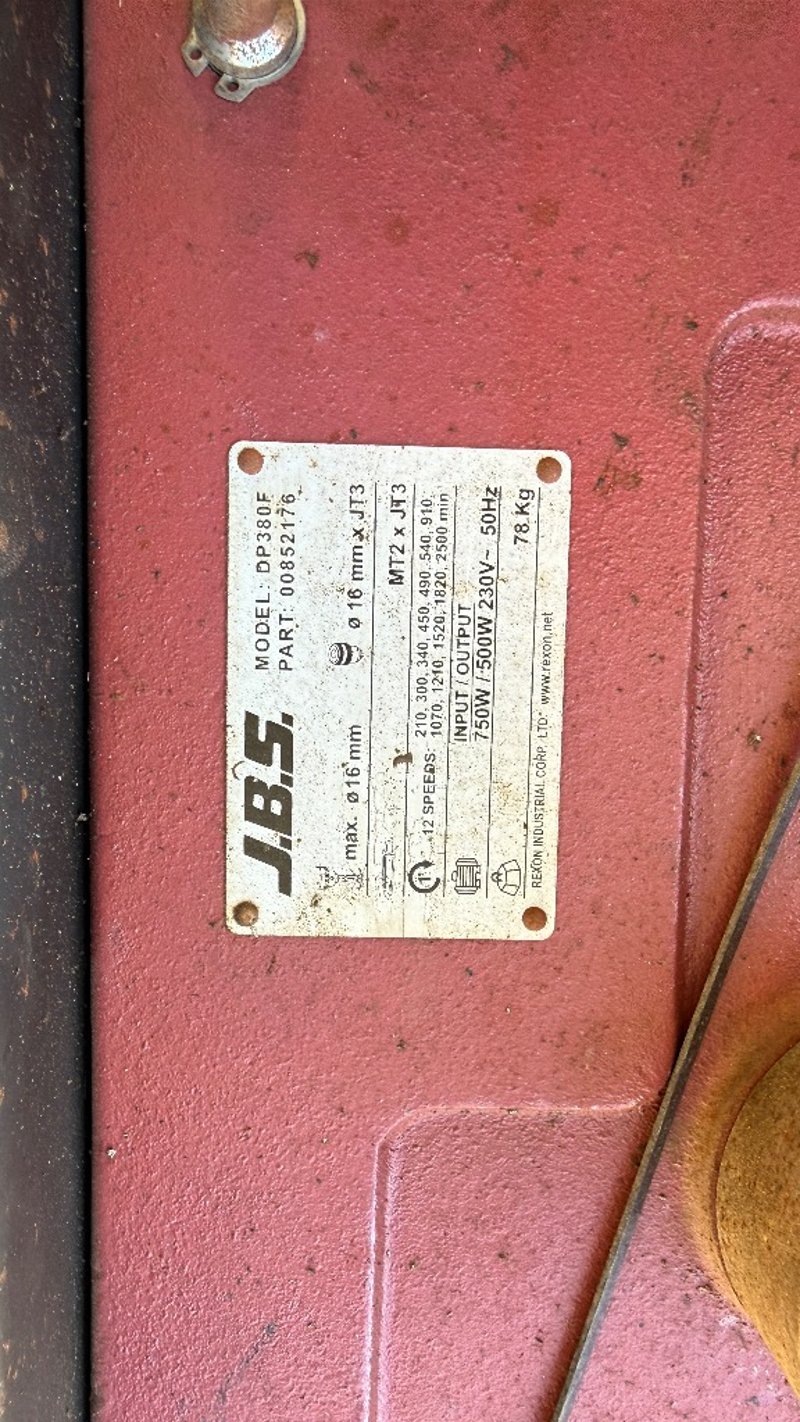 J.B.S.
MODEL: DP380F
PART: 00852176
max. ø16 mm
ø 16 mm x JT3
MT2 x JT3
12 SPEEDS: 210, 300, 340, 450, 490, 540, 910,
1070, 1210, 1520, 1820, 2500 min
INPUT / OUTPUT
750W / 500W 230V~ 50Hz
78 Kg
REXON INDUSTRIAL CORP. LTD. www.rexon.net